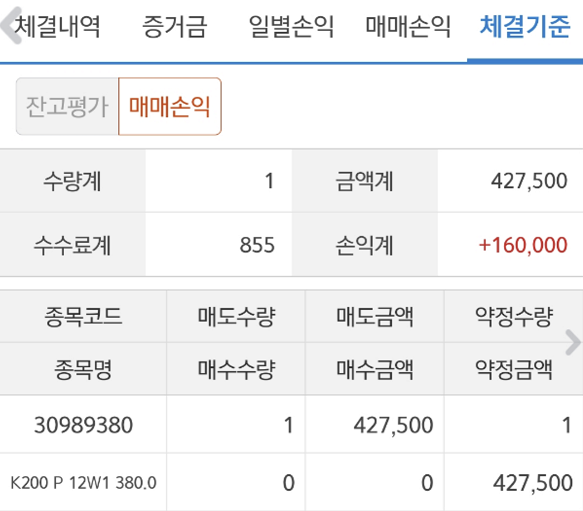 체결내역 증거금 일별손익 매매손익 체결기준
잔고평가 매매손익
수량계 1 금액계 427,500
수수료계 855 손익계 +160,000
종목코드 매도수량 매도금액 약정수량
종목명 매수수량 매수금액 약정금액
30989380 1 427,500 1
K200 P 12W1 380.0 0 0 427,500